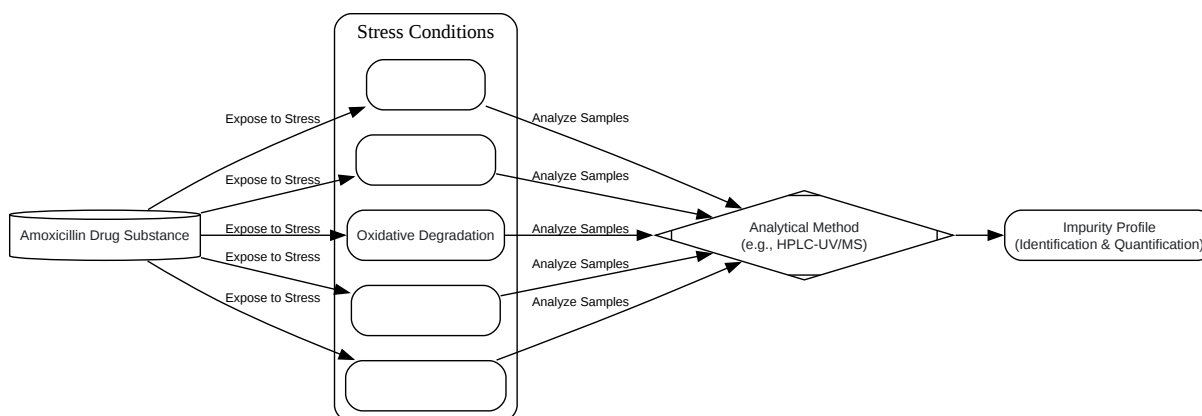 Stress Conditions
Expose to Stress
Analyze Samples
Expose to Stress
Analyze Samples
Amoxicillin Drug Substance
Expose to Stress
Oxidative Degradation
Analyze Samples
Analytical Method
(e.g., HPLC-UV/MS)
Impurity Profile
(Identification & Quantification)
Expose to Stress
Analyze Samples
Expose to Stress
Analyze Samples